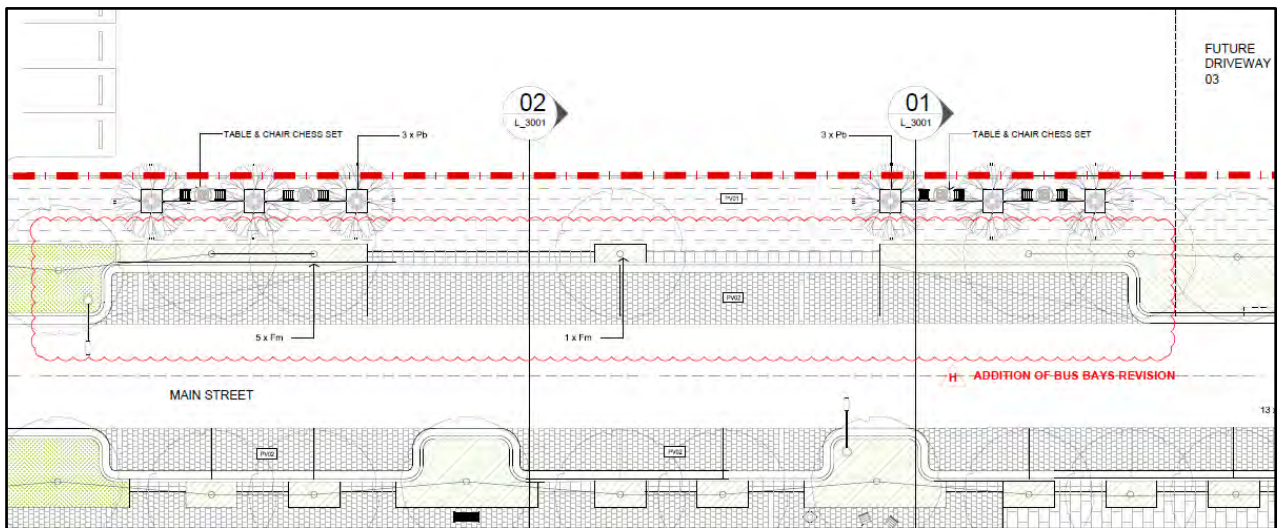 FUTURE
DRIVEWAY
03
02
L_3001
01
L_3001
TABLE & CHAIR CHESS SET
3 x Pb
3 x Pb
TABLE & CHAIR CHESS SET
PV01
PV02
5 x Fm
1 x Fm
H ADDITION OF BUS BAYS REVISION
MAIN STREET
13 x
PV02
PV02